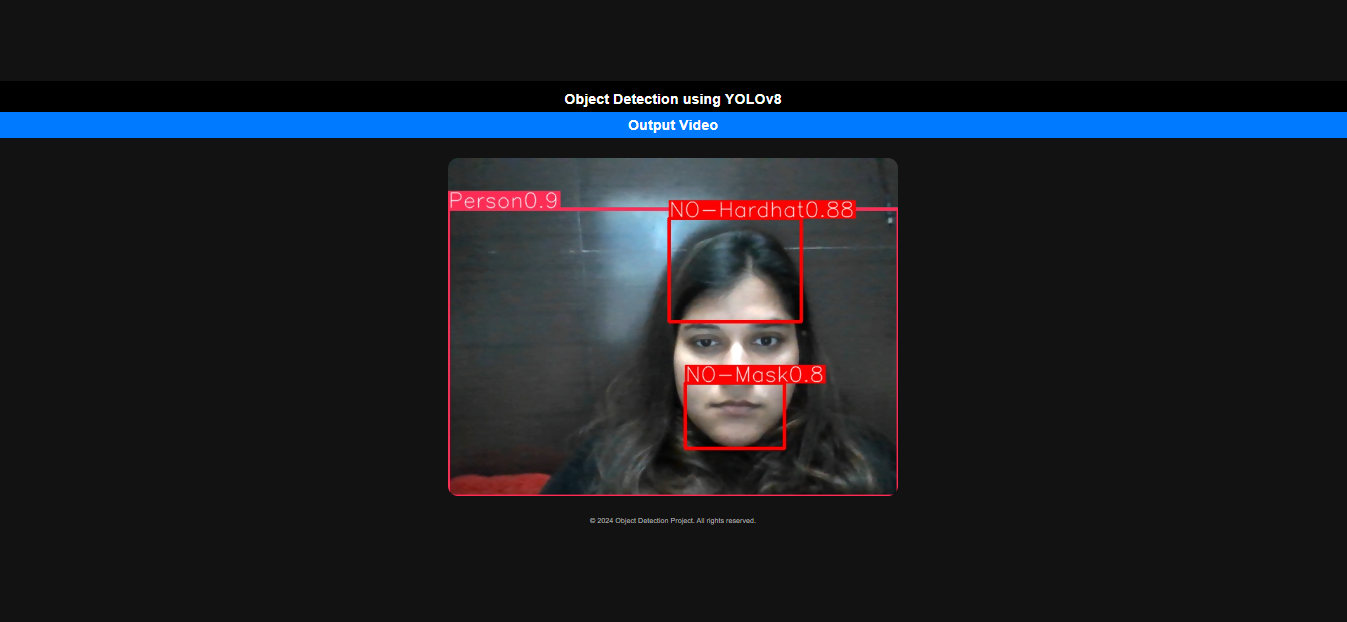 Object Detection using YOLOv8
Output Video
Person0.9
NO-Hardhat0.88
NO-Mask0.8
© 2024 Object Detection Project. All rights reserved.